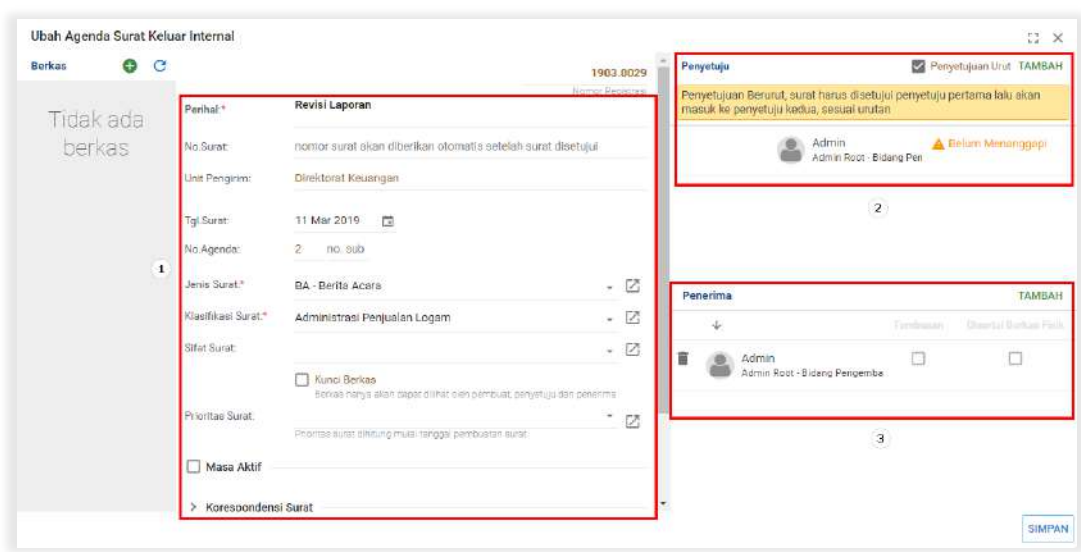 Ubah Agenda Surat Keluar Internal
Berkas
Tidak ada
berkas
1903.0029
Nomor Registrasi
Perihal:*
Revisi Laporan
No.Surat:
nomor surat akan diberikan otomatis setelah surat disetujui
Unit Pengirim:
Direktorat Keuangan
Tgl.Surat:
11 Mar 2019
No.Agenda:
2 no. sub
1
Jenis Surat:*
BA - Berita Acara
Klasifikasi Surat:*
Administrasi Penjualan Logam
Sifat Surat:
Kunci Berkas
Berkas hanya akan dapat dilihat oleh pembuat, penyetuju dan penerima
Prioritas Surat:
Prioritas surat dihitung mulai tanggal pembuatan surat
Masa Aktif
Korespondensi Surat
Penyetuju
Penyetujuan Urut TAMBAH
Penyetujuan Berurut, surat harus disetujui penyetuju pertama lalu akan
masuk ke penyetuju kedua, sesuai urutan
Admin
Admin Root - Bidang Pen
Belum Menanggapi
2
Penerima
TAMBAH
Tembusan
Disertai Berkas Fisik
Admin
Admin Root - Bidang Pengemba
3
SIMPAN